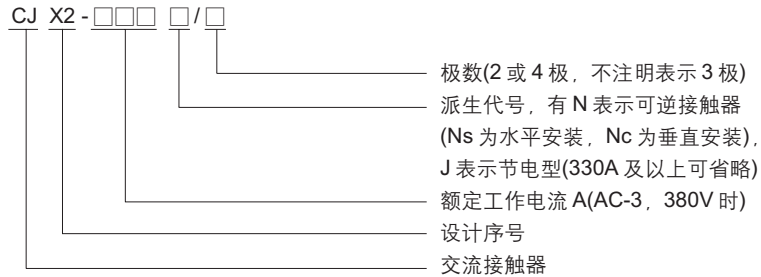 CJ X2 - □□□ □ / □
极数(2 或 4 极，不注明表示 3 极)
派生代号，有 N 表示可逆接触器
(Ns 为水平安装，Nc 为垂直安装)，
J 表示节电型(330A 及以上可省略)
额定工作电流 A(AC-3，380V 时)
设计序号
交流接触器